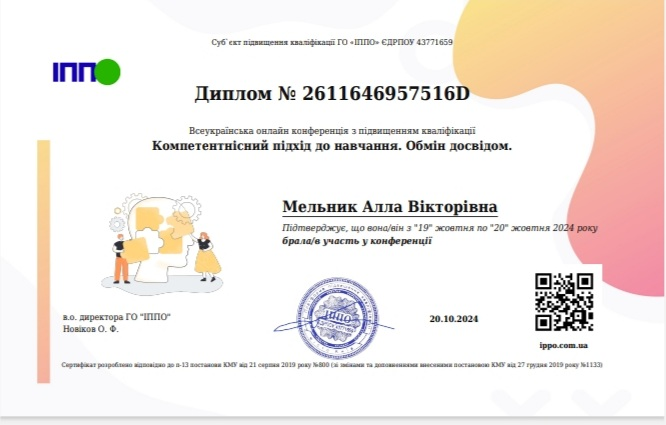 Суб`єкт підвищення кваліфікації ГО «ІППО» ЄДРПОУ 43771659
ІППО
Диплом № 2611646957516D
Всеукраїнська онлайн конференція з підвищенням кваліфікації
Компетентнісний підхід до навчання. Обмін досвідом.
Мельник Алла Вікторівна
Підтверджує, що вона/він з "19" жовтня по "20" жовтня 2024 року
брала/в участь у конференції
в.о. директора ГО "ІППО"
Новіков О. Ф.
ІППО
20.10.2024
ippo.com.ua
Сертифікат розроблено відповідно до п-13 постанови КМУ від 21 серпня 2019 року №800 (зі змінами та доповненнями внесеними постановою КМУ від 27 грудня 2019 року №1133)